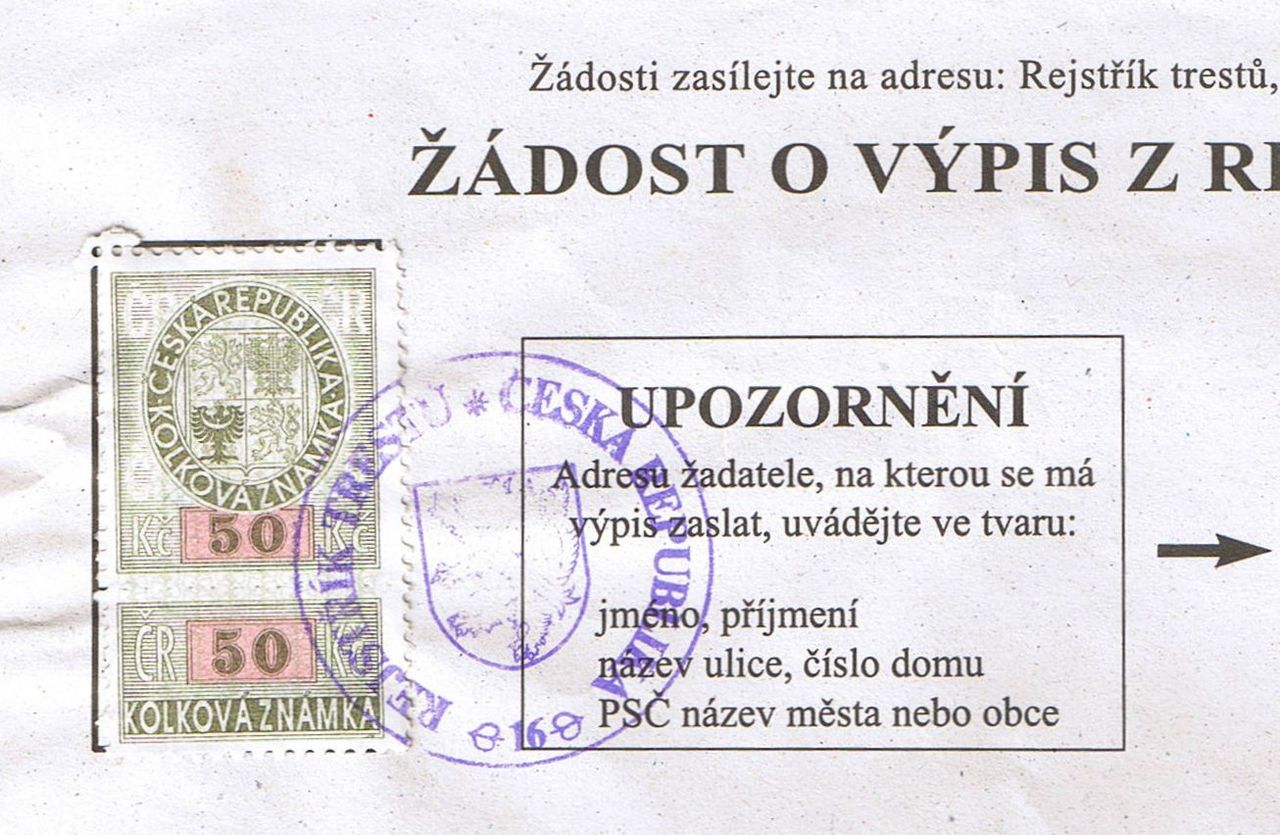 Žádosti zasílejte na adresu: Rejstřík trestů,
ŽÁDOST O VÝPIS Z
ČESKÁ REPUBLIKA
KOLKOVÁ ZNÁMKA
Kč 50 Kč
ČR 50
KOLKOVÁ ZNÁMKA
REJSTŘÍK TRESTŮ * ČESKÁ REPUBLIKA
16
UPOZORNĚNÍ
Adresu žadatele, na kterou se má
výpis zaslat, uvádějte ve tvaru:
jméno, příjmení
název ulice, číslo domu
PSČ název města nebo obce